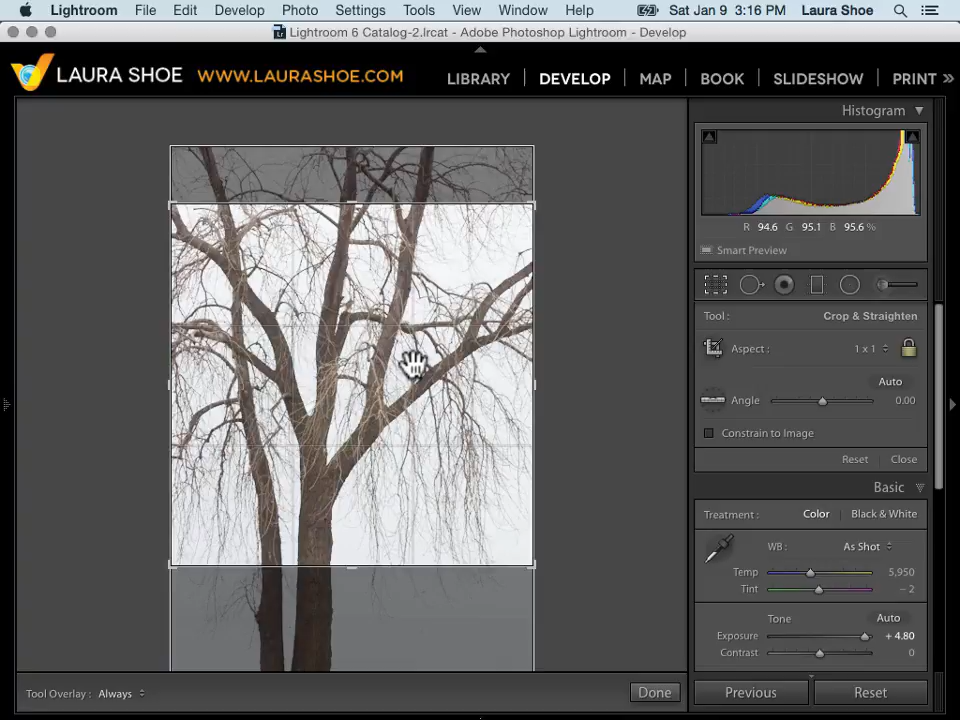 Lightroom File Edit Develop Photo Settings Tools View Window Help Sat Jan 9 3:16 PM Laura Shoe
Lightroom 6 Catalog-2.lrcat - Adobe Photoshop Lightroom - Develop
LAURA SHOE WWW.LAURASHOE.COM LIBRARY DEVELOP MAP BOOK SLIDESHOW PRINT »
Histogram
R 94.6 G 95.1 B 95.6 %
Smart Preview
Tool : Crop & Straighten
Aspect : 1 x 1
Auto
Angle 0.00
Constrain to Image
Reset Close
Basic
Treatment : Color Black & White
WB : As Shot
Temp 5,950
Tint – 2
Tone Auto
Exposure + 4.80
Contrast 0
Tool Overlay : Always Done Previous Reset